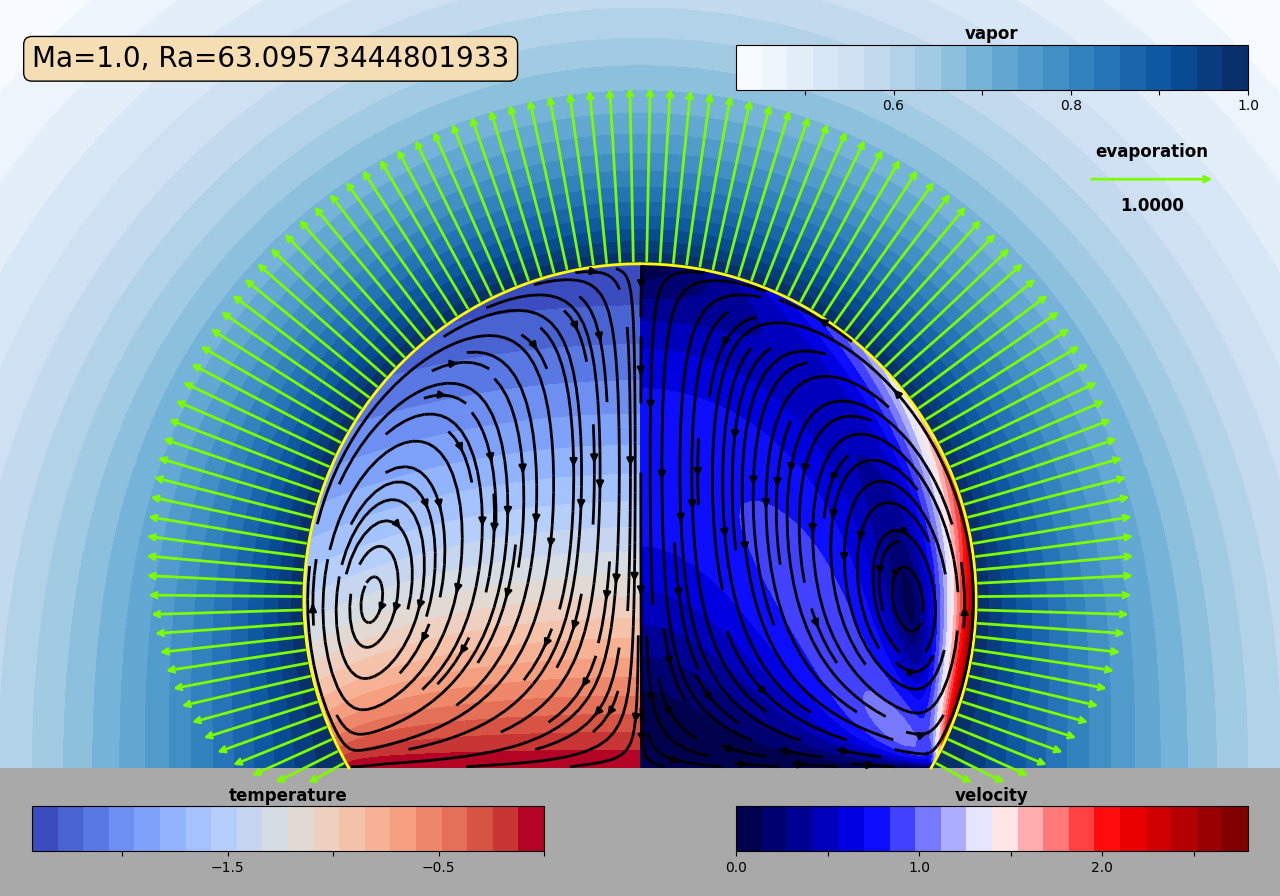 Ma=1.0, Ra=63.09573444801933
vapor
0.6 0.8 1.0
evaporation
1.0000
temperature
−1.5 −0.5
velocity
0.0 1.0 2.0